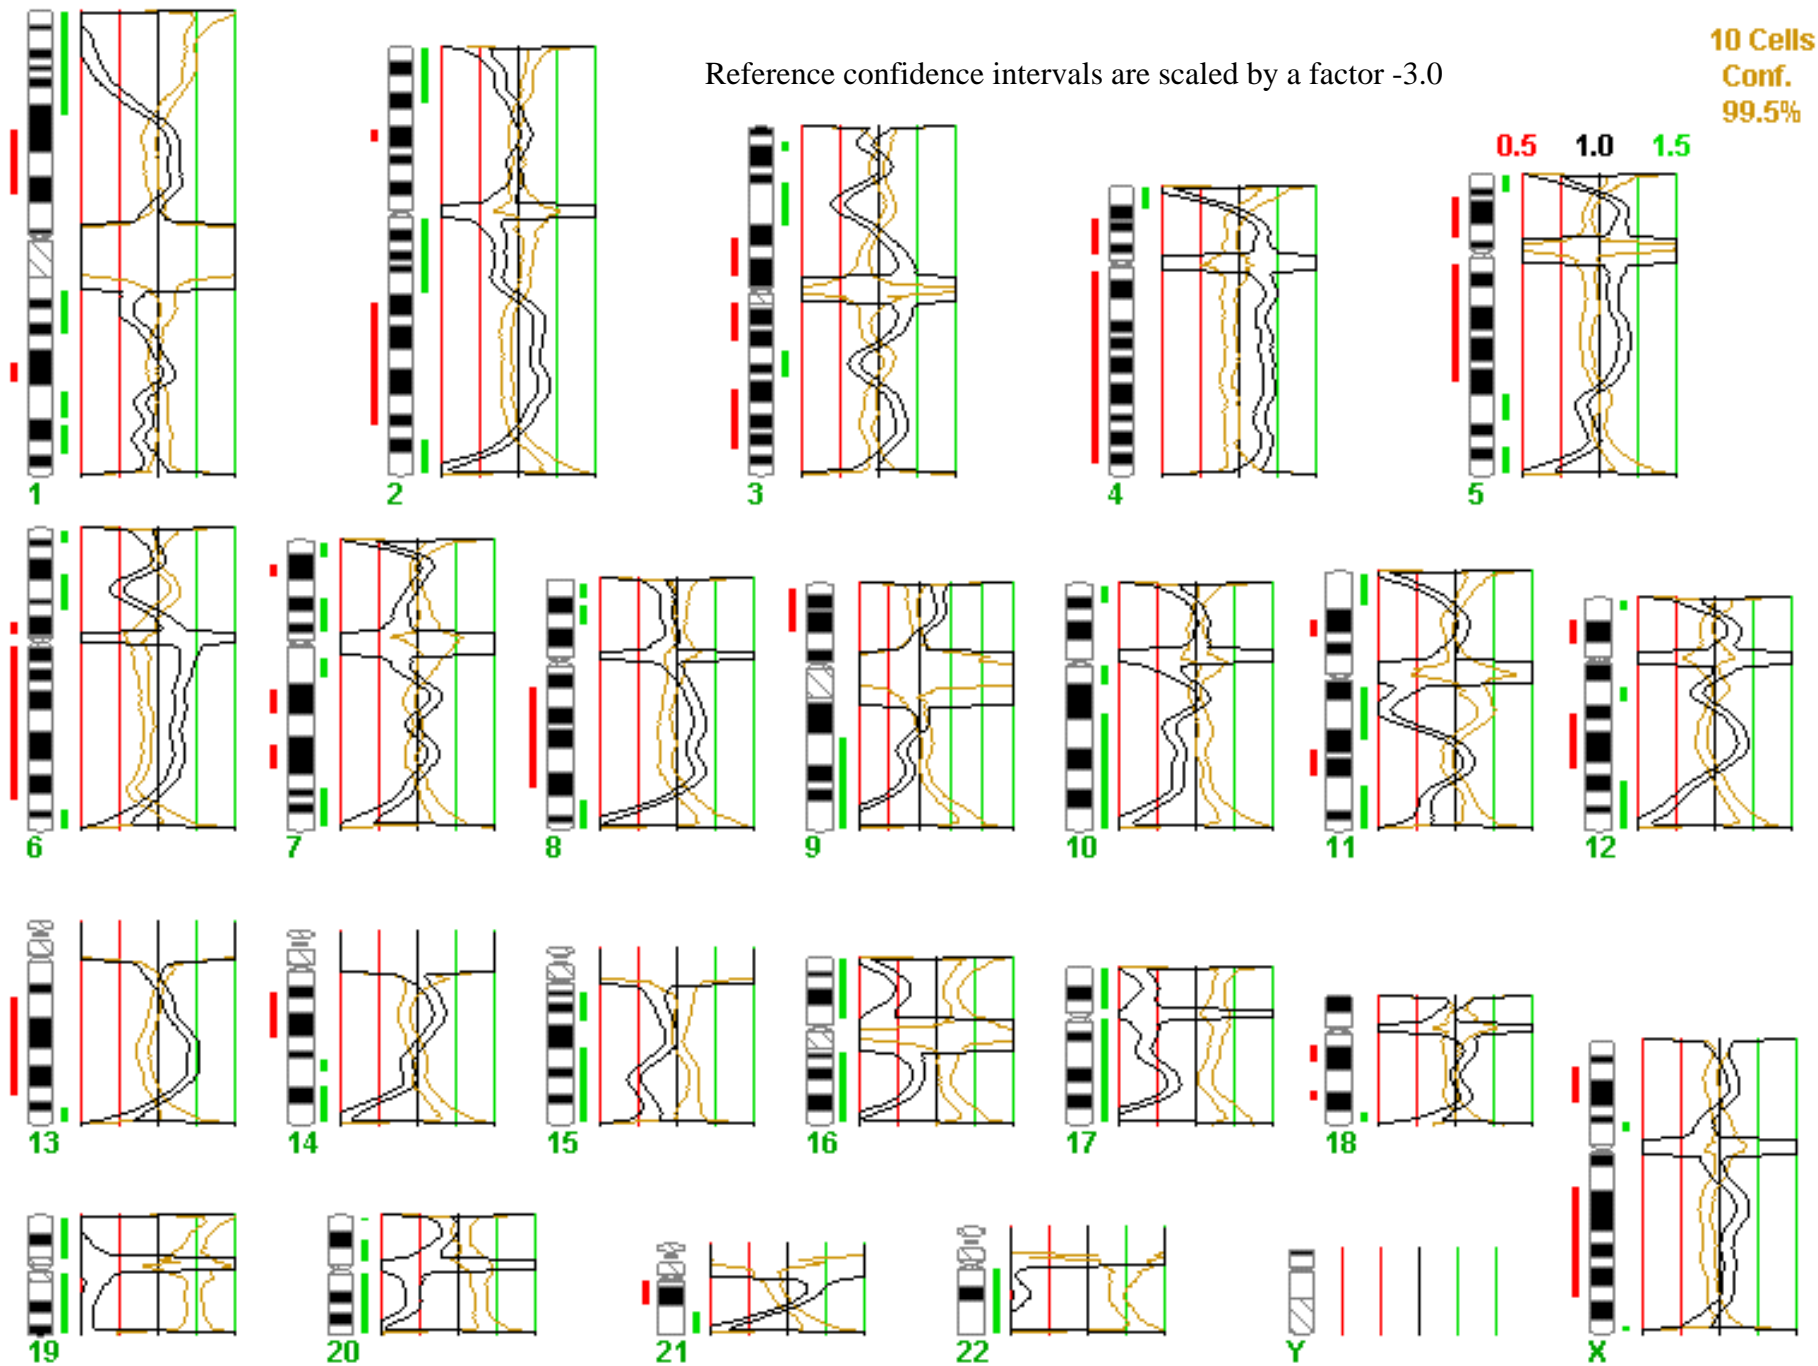 Reference confidence intervals are scaled by a factor -3.0
10 Cells
Conf.
99.5%
0.5 1.0 1.5
1 2 3 4 5
6 7 8 9 10 11 12
13 14 15 16 17 18
19 20 21 22 Y X